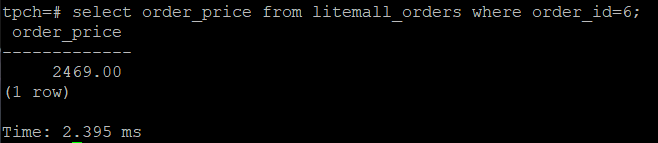 tpch=# select order_price from litemall_orders where order_id=6;
 order_price
-------------
     2469.00
(1 row)

Time: 2.395 ms